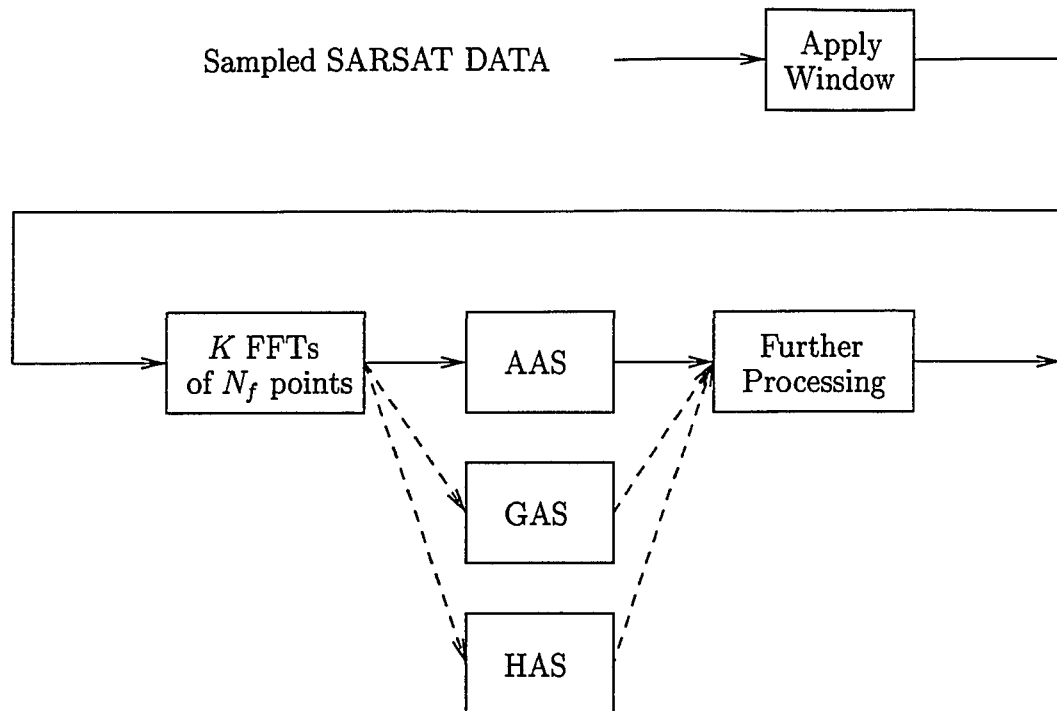 Sampled SARSAT DATA
Apply
Window
K FFTs
of N_f points
AAS
Further
Processing
GAS
HAS